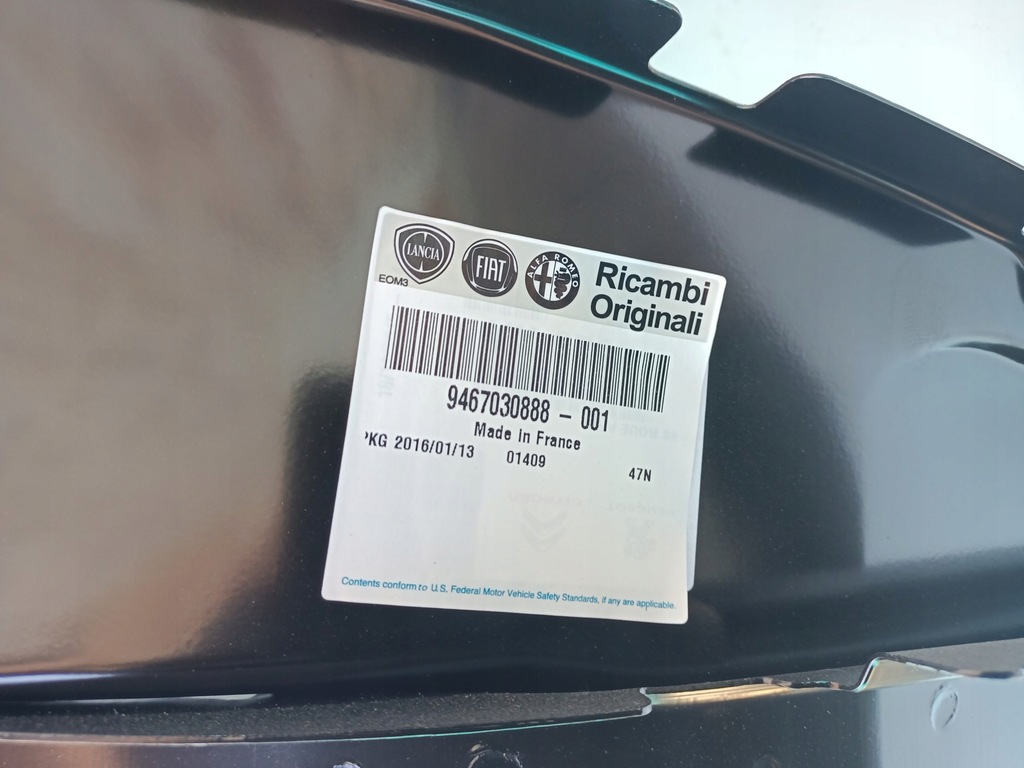 LANCIA
FIAT
ALFA ROMEO
Ricambi
Originali
EOM3
9467030888 - 001
Made in France
PKG 2016/01/13 01409
47N
Contents conform to U.S. Federal Motor Vehicle Safety Standards, if any are applicable.